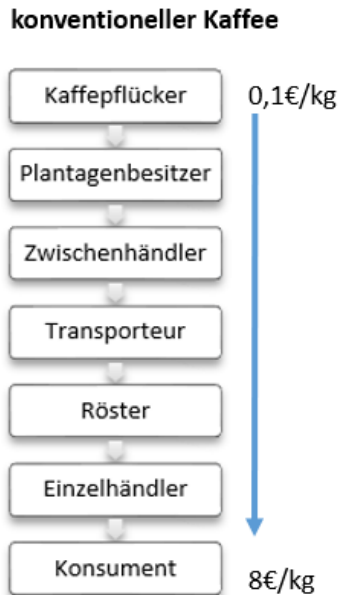 konventioneller Kaffee
Kaffepflücker
0,1€/kg
Plantagenbesitzer
Zwischenhändler
Transporteur
Röster
Einzelhändler
Konsument
8€/kg